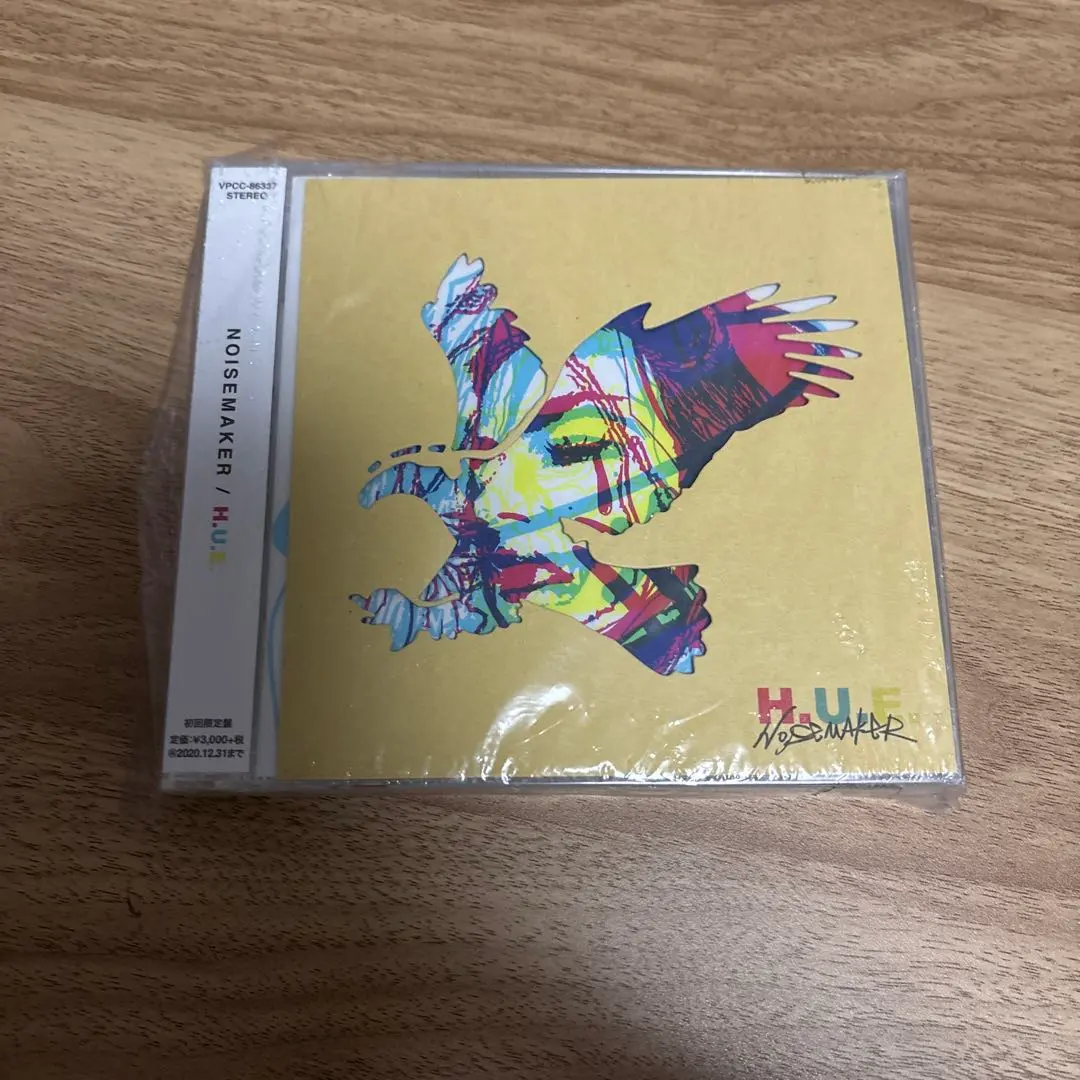 VPCC-86337
STEREO
NOISEMAKER / H.U.E.
初回限定盤
定価:¥3,000+税
Ⓡ2020.12.31まで
H.U.E.
NOISEMAKER